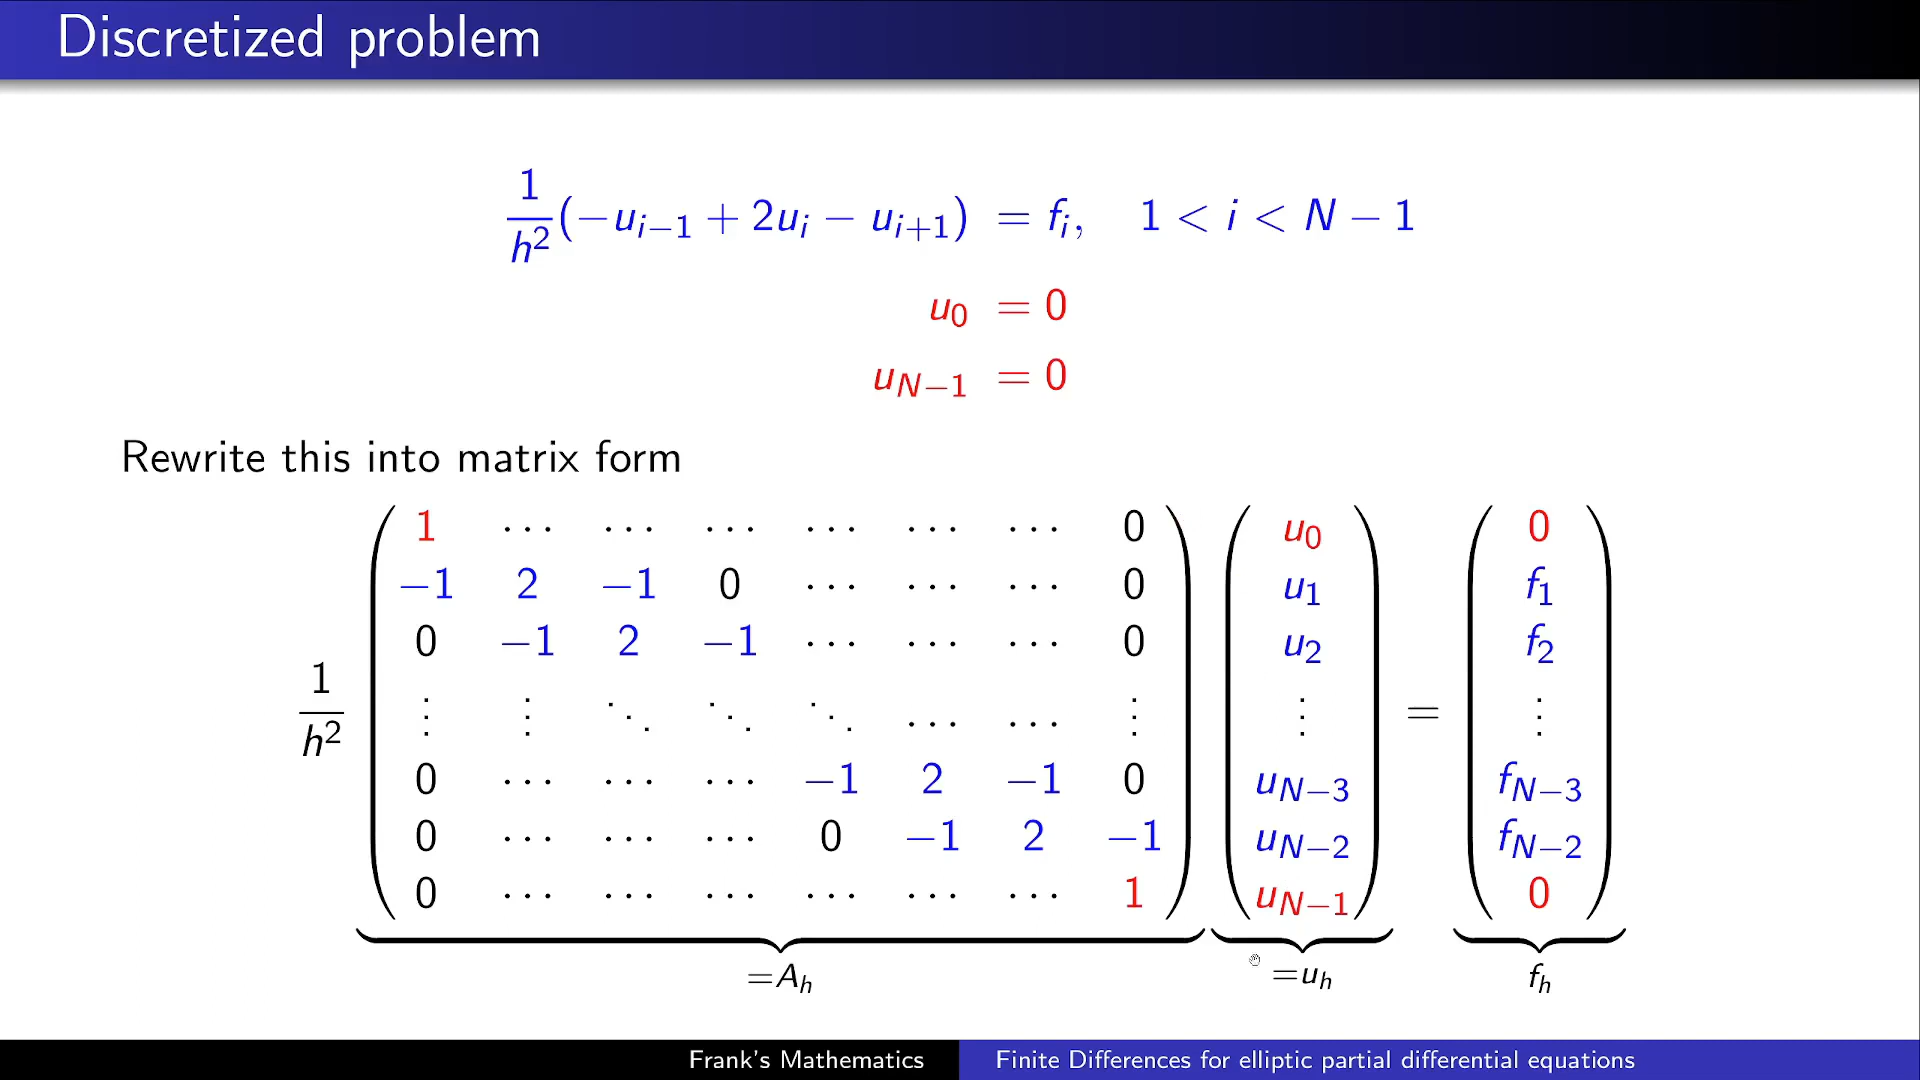 Discretized problem
1/h² (−u_{i−1} + 2u_i − u_{i+1}) = f_i,  1 < i < N − 1
u_0 = 0
u_{N−1} = 0
Rewrite this into matrix form
1 ⋯ ⋯ ⋯ ⋯ ⋯ ⋯ 0  u_0  0
−1 2 −1 0 ⋯ ⋯ ⋯ 0  u_1  f_1
0 −1 2 −1 ⋯ ⋯ ⋯ 0  u_2  f_2
1/h²  ⋮ ⋮ ⋱ ⋱ ⋱ ⋯ ⋯ ⋮  ⋮  =  ⋮
0 ⋯ ⋯ ⋯ −1 2 −1 0  u_{N−3}  f_{N−3}
0 ⋯ ⋯ ⋯ 0 −1 2 −1  u_{N−2}  f_{N−2}
0 ⋯ ⋯ ⋯ ⋯ ⋯ ⋯ 1  u_{N−1}  0
=A_h  =u_h  f_h
Frank's Mathematics  Finite Differences for elliptic partial differential equations